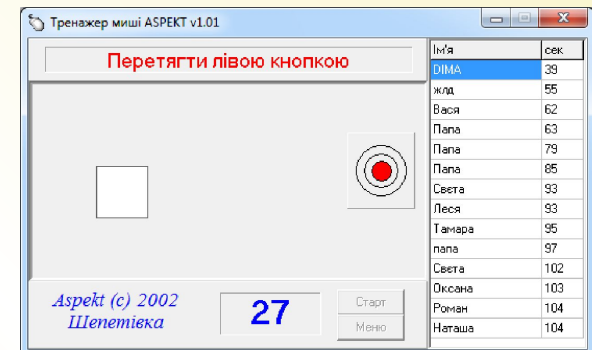 Тренажер миші ASPEKT v1.01
Перетягти лівою кнопкою
Aspekt (c) 2002
Шепетівка
27
Старт
Меню
Ім'я сек
DIMA 39
жлд 55
Вася 62
Папа 63
Папа 79
Папа 85
Света 93
Леся 93
Тамара 95
папа 97
Света 102
Оксана 103
Роман 104
Наташа 104